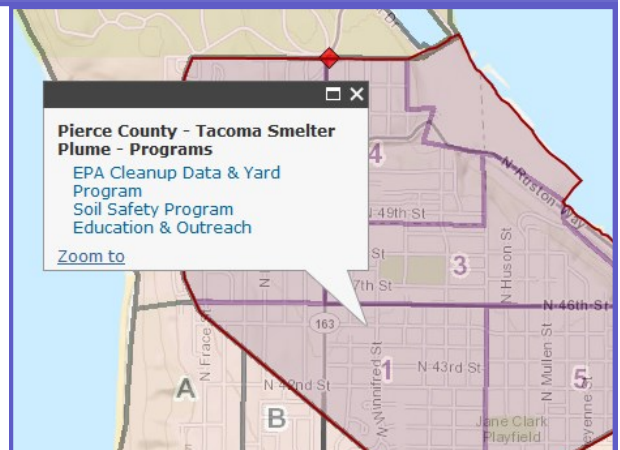 Dr
Pierce County - Tacoma Smelter
Plume - Programs
EPA Cleanup Data & Yard
Program
Soil Safety Program
Education & Outreach
Zoom to
4
N-Ruston-Way
49th St
St
3
N Huson St
7th St
N-46th-St
163
N Frace St
1
N 43rd St
N Winnifred St
N Mullen St
5
A
N 42nd St
B
Jane Clark
Playfield